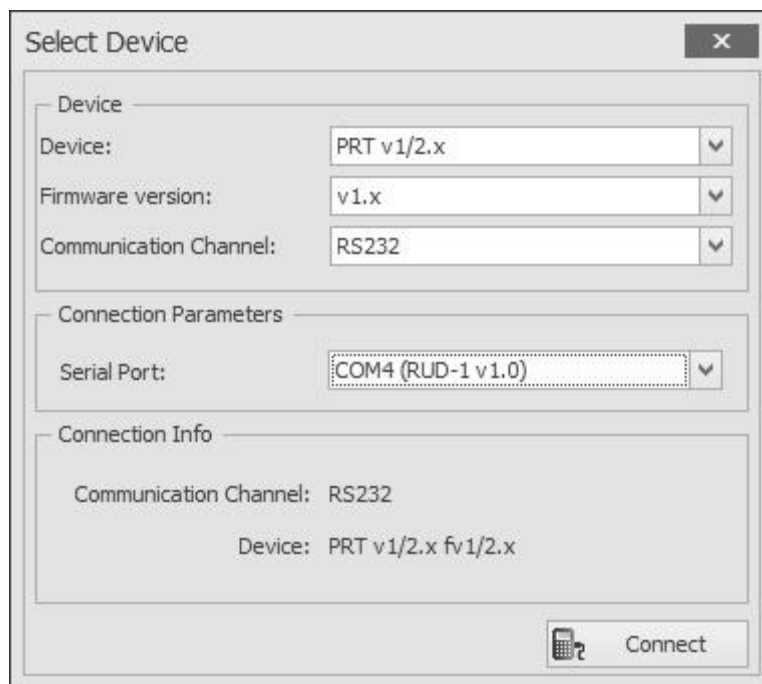 Select Device
Device
Device: PRT v1/2.x
Firmware version: v1.x
Communication Channel: RS232
Connection Parameters
Serial Port: COM4 (RUD-1 v1.0)
Connection Info
Communication Channel: RS232
Device: PRT v1/2.x fv1/2.x
Connect